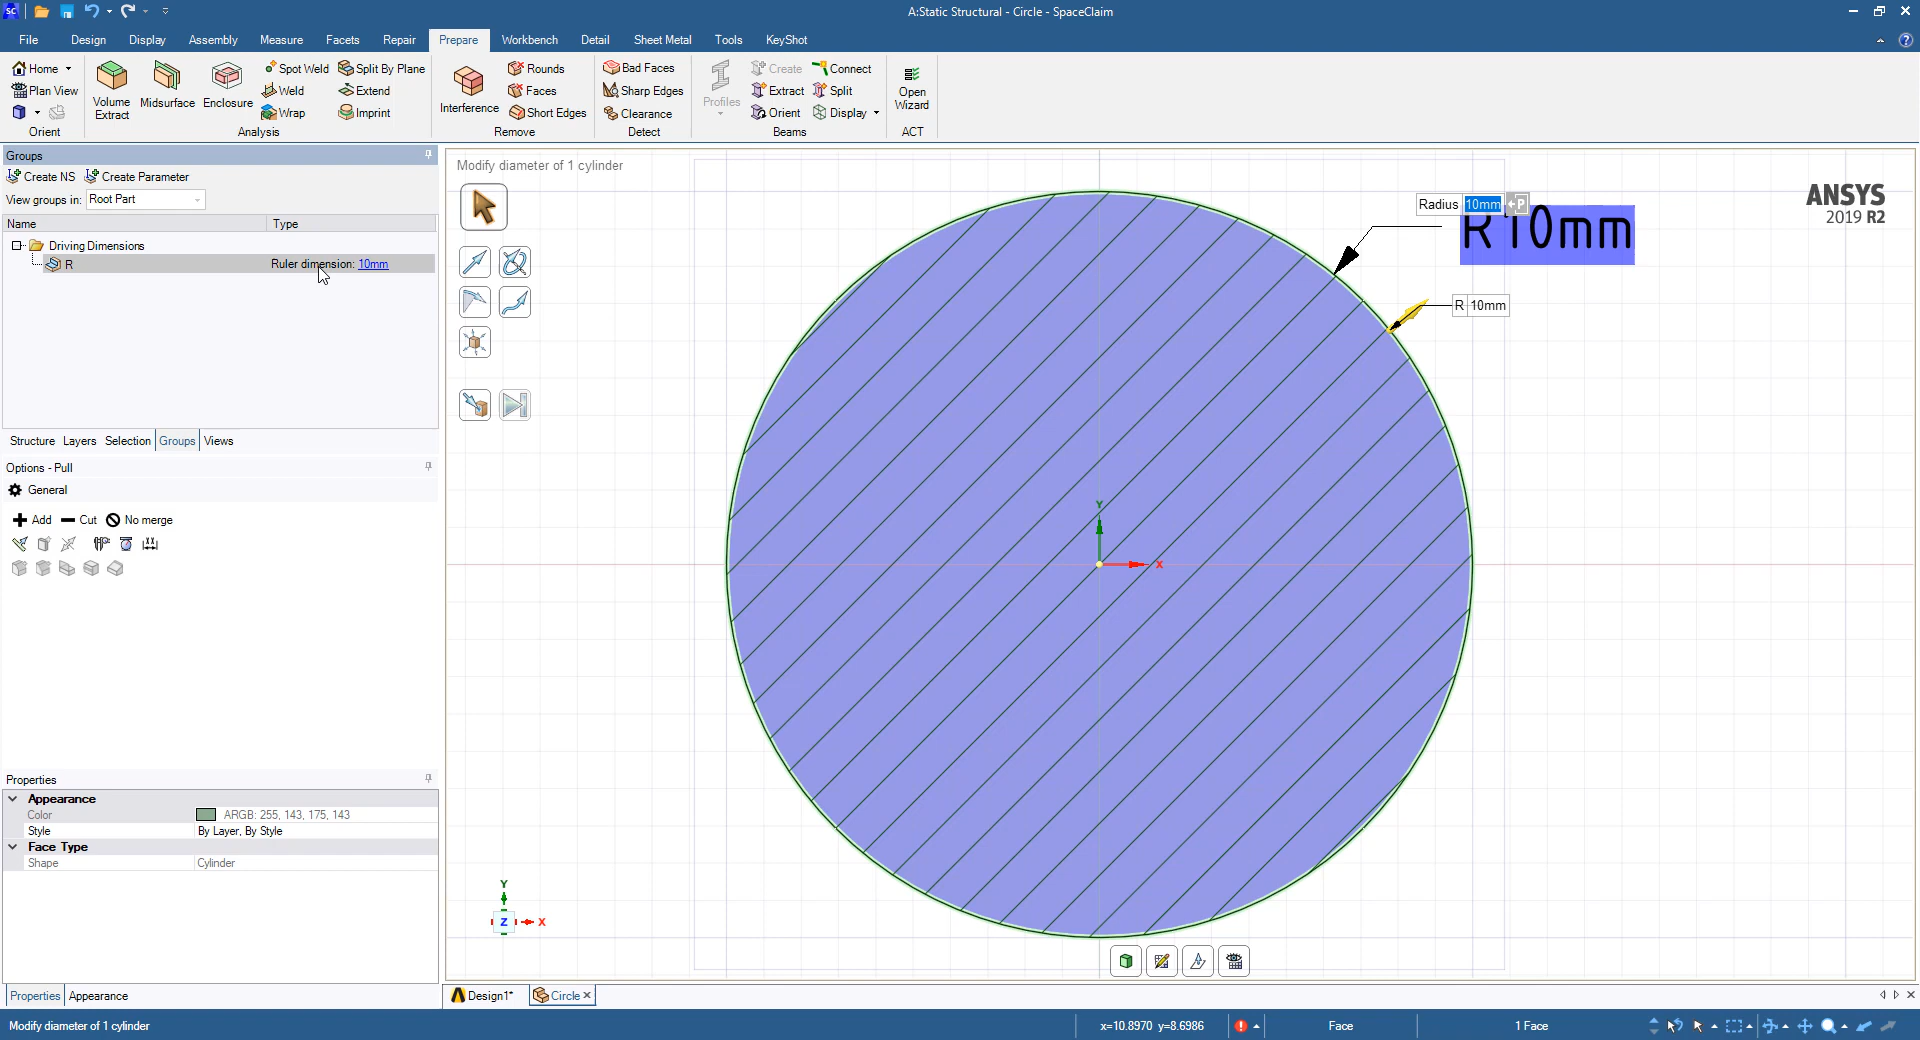 A:Static Structural - Circle - SpaceClaim
File Design Display Assembly Measure Facets Repair Prepare Workbench Detail Sheet Metal Tools KeyShot
Home
Plan View
Orient
Volume Extract
Midsurface
Enclosure
Spot Weld
Weld
Wrap
Split By Plane
Extend
Imprint
Analysis
Interference
Rounds
Faces
Short Edges
Remove
Bad Faces
Sharp Edges
Clearance
Detect
Profiles
Create
Extract
Orient
Connect
Split
Display
Beams
Open Wizard
ACT
Groups
Create NS Create Parameter
View groups in: Root Part
Name Type
Driving Dimensions
R Ruler dimension: 10mm
Structure Layers Selection Groups Views
Options - Pull
General
Add Cut No merge
Properties
Appearance
Color ARGB: 255, 143, 175, 143
Style By Layer, By Style
Face Type
Shape Cylinder
Properties Appearance
Modify diameter of 1 cylinder
Radius 10mm
R10mm
R 10mm
ANSYS
2019 R2
Y
X
Y
Z X
Design1* Circle
Modify diameter of 1 cylinder x=10.8970 y=8.6986 Face 1 Face